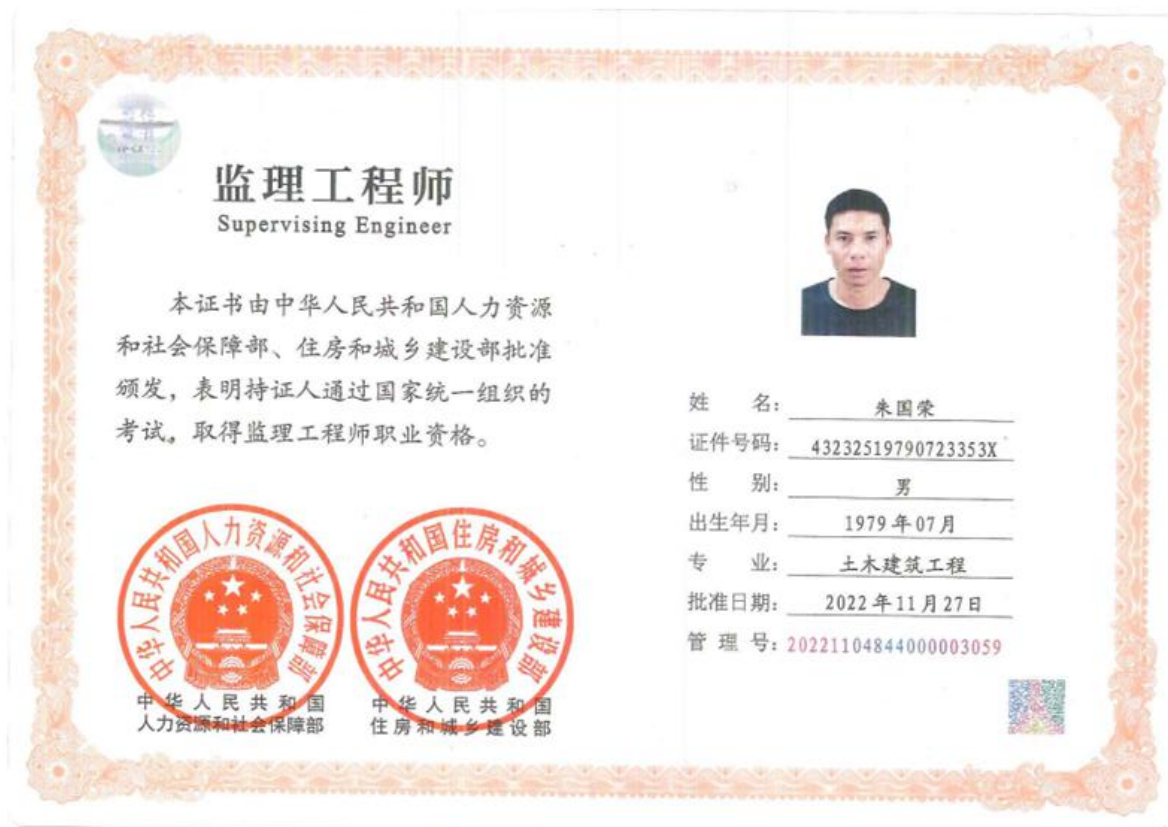 监理工程师
Supervising Engineer
本证书由中华人民共和国人力资源
和社会保障部、住房和城乡建设部批准
颁发，表明持证人通过国家统一组织的
考试，取得监理工程师职业资格。
中华人民共和国人力资源和社会保障部
中华人民共和国住房和城乡建设部
中华人民共和国
人力资源和社会保障部
中华人民共和国
住房和城乡建设部
姓 名：朱国荣
证件号码：43232519790723353X
性 别：男
出生年月：1979年07月
专 业：土木建筑工程
批准日期：2022年11月27日
管 理 号：20221104844000003059